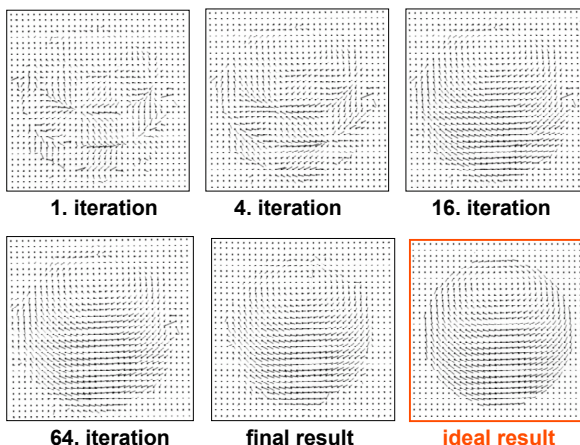 1. iteration 4. iteration 16. iteration
64. iteration final result ideal result